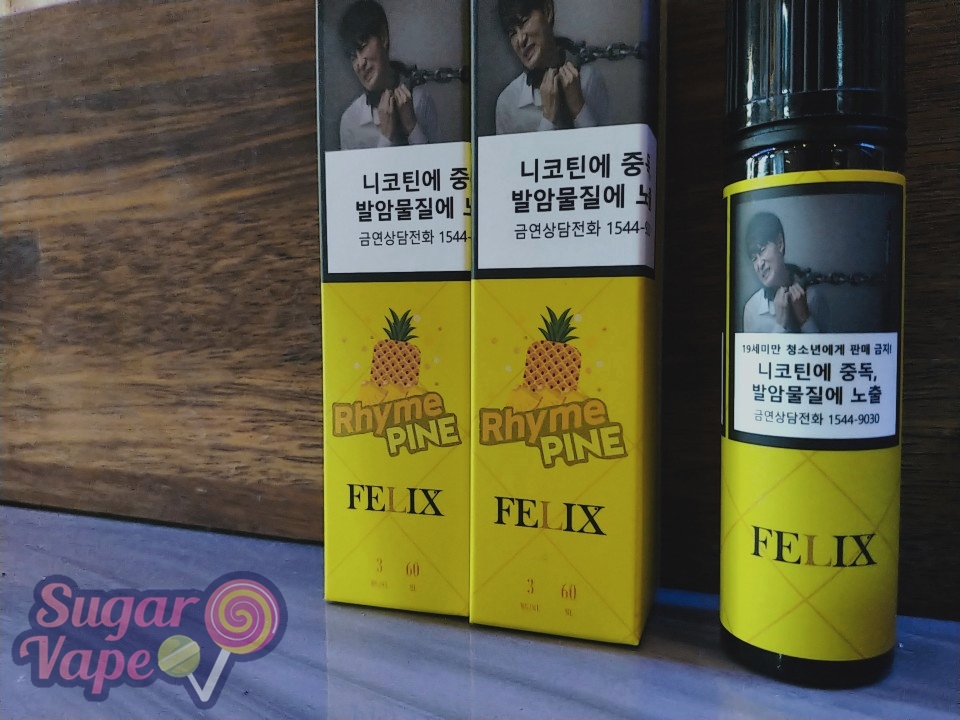 니코틴에 중
발암물질에
금연상담전화 1544-
Rhyme
PINE
FELIX
3 60
니코틴에 중
발암물질에
금연상담전화 1544-
Rhyme
PINE
FELIX
3 60
19세미만 청소년에게 판매 금지!
니코틴에 중독,
발암물질에 노출
금연상담전화 1544-9030
FELIX
Sugar
Vape